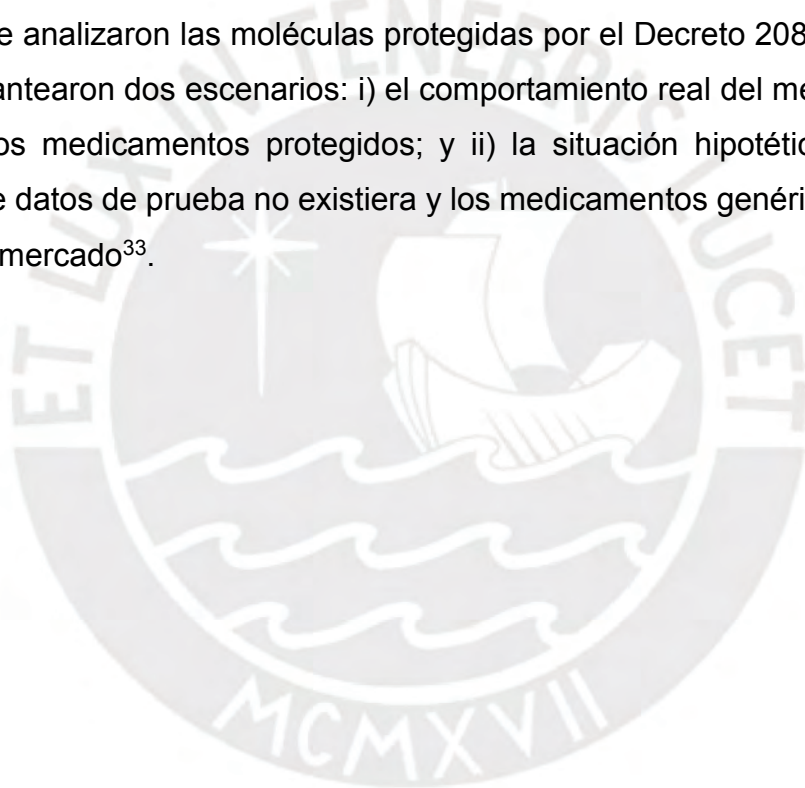 e analizaron las moléculas protegidas por el Decreto 208
antearon dos escenarios: i) el comportamiento real del me
os medicamentos protegidos; y ii) la situación hipotétic
e datos de prueba no existiera y los medicamentos genéri
mercado³³.
ET LUX IN TENEBRIS LUCET
MCMXVII